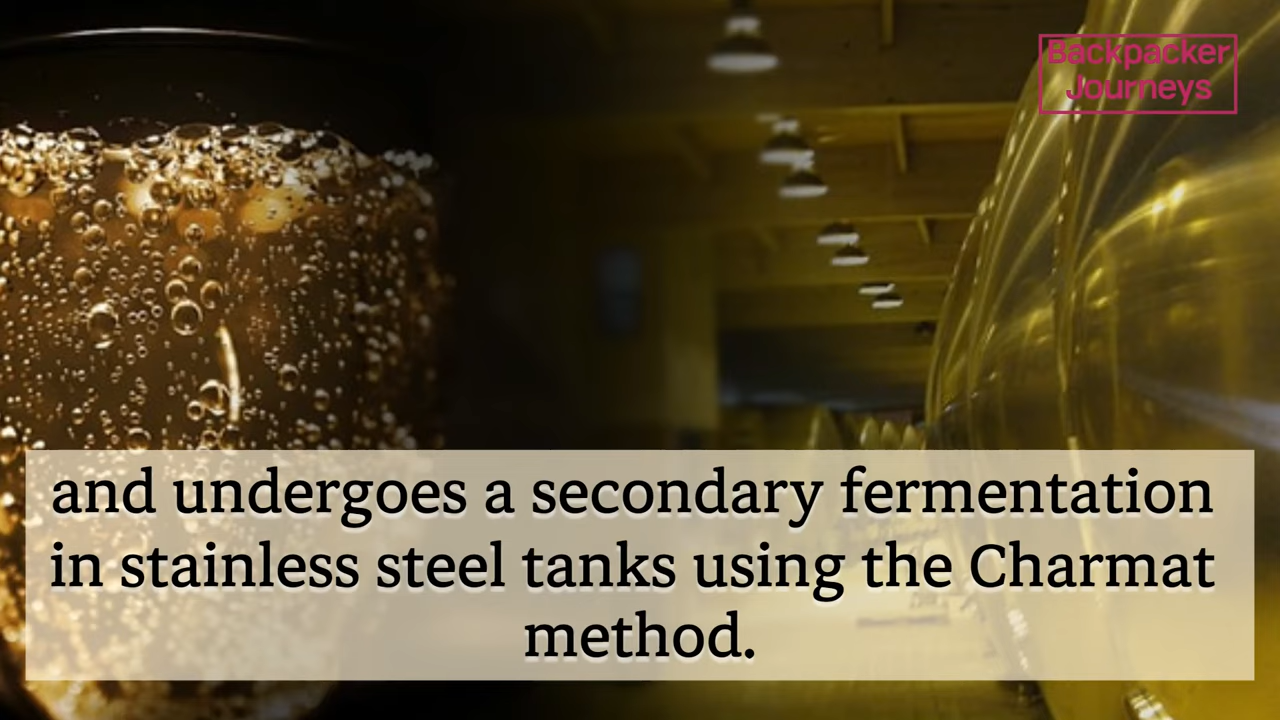 Backpacker
Journeys
and undergoes a secondary fermentation
in stainless steel tanks using the Charmat
method.